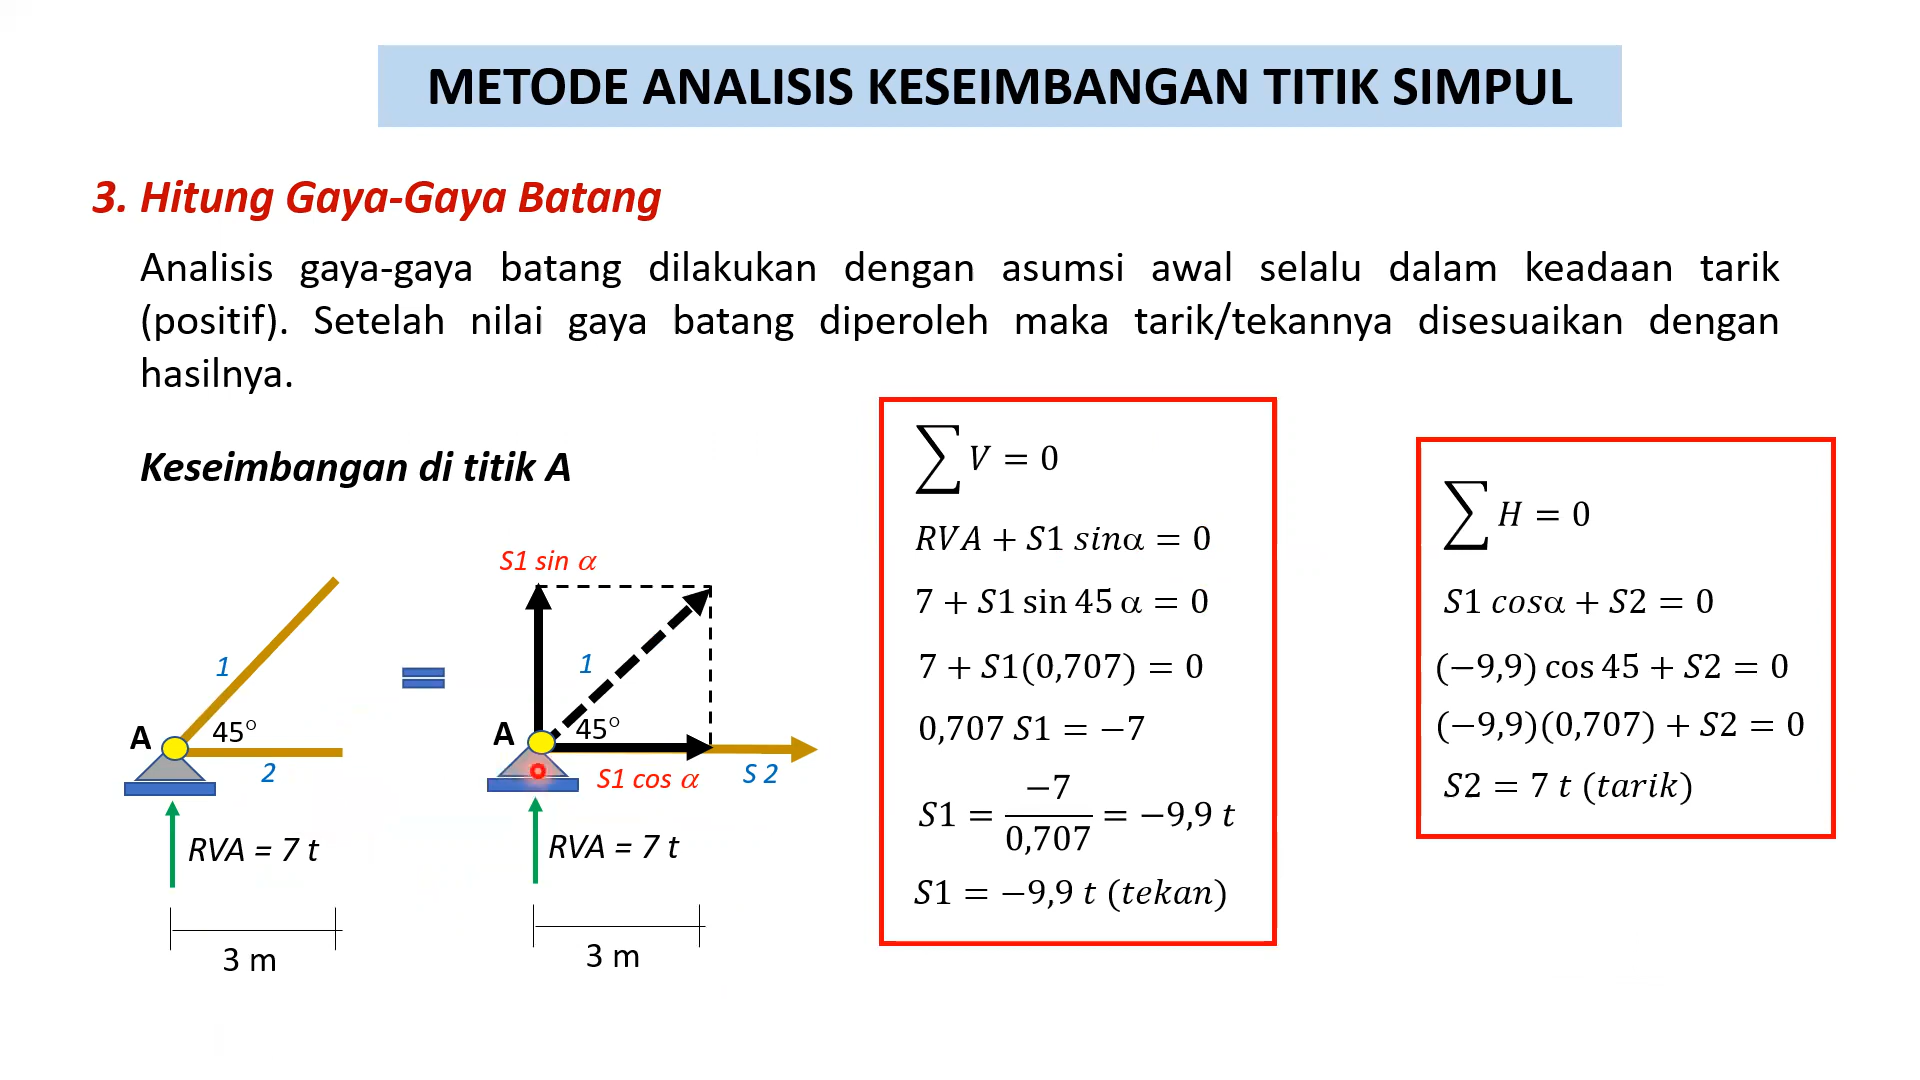 METODE ANALISIS KESEIMBANGAN TITIK SIMPUL
3. Hitung Gaya-Gaya Batang
Analisis gaya-gaya batang dilakukan dengan asumsi awal selalu dalam keadaan tarik
(positif). Setelah nilai gaya batang diperoleh maka tarik/tekannya disesuaikan dengan
hasilnya.
Keseimbangan di titik A
1
A
45°
2
RVA = 7 t
3 m
S1 sin α
1
A
45°
S1 cos α
S 2
RVA = 7 t
3 m
∑V = 0
RVA + S1 sinα = 0
7 + S1 sin 45 α = 0
7 + S1(0,707) = 0
0,707 S1 = −7
S1 = −7/0,707 = −9,9 t
S1 = −9,9 t (tekan)
∑H = 0
S1 cosα + S2 = 0
(−9,9) cos 45 + S2 = 0
(−9,9)(0,707) + S2 = 0
S2 = 7 t (tarik)